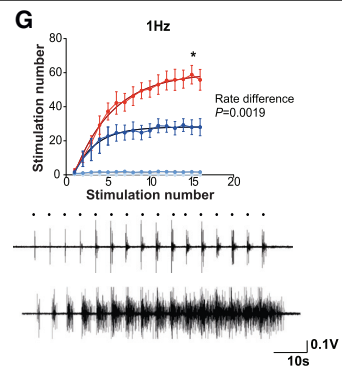 G
1Hz
Stimulation number
80
60
40
20
0
0
5
10
15
20
*
Rate difference
P=0.0019
Stimulation number
0.1V
10s